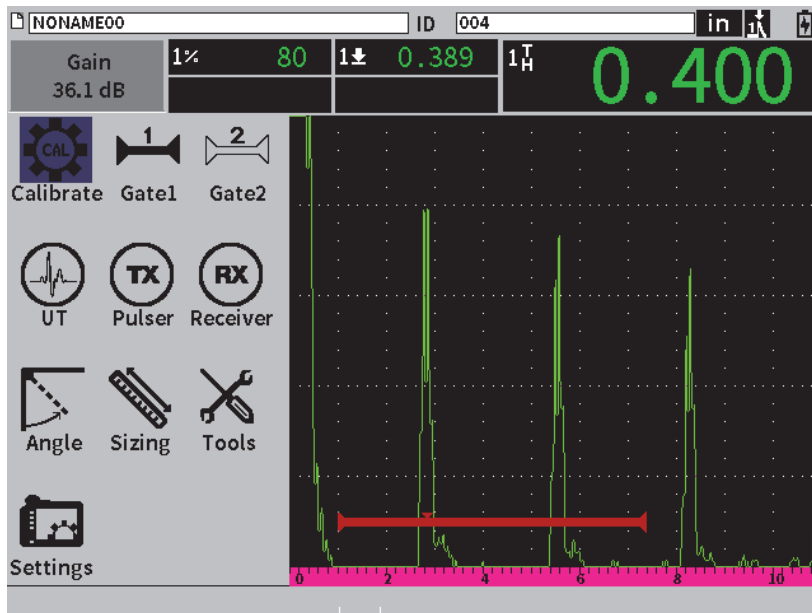 NONAME00 ID 004 in
Gain 1% 80 1 0.389 1 T H 0.400
36.1 dB
CAL 1 2
Calibrate Gate1 Gate2
TX RX
UT Pulser Receiver
Angle Sizing Tools
Settings
0 2 4 6 8 10